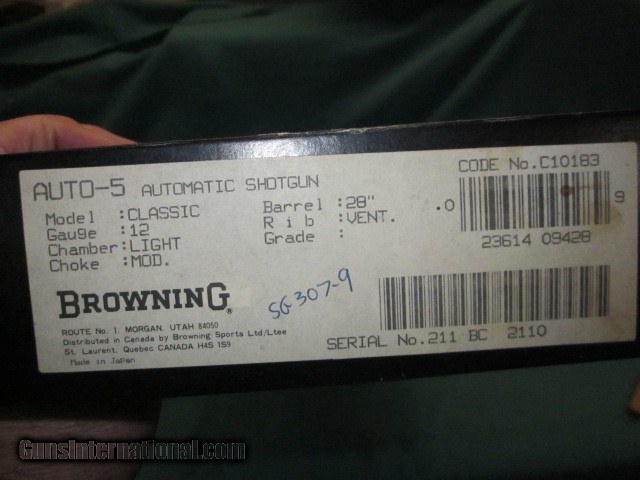 CODE No.C10183
AUTO-5 AUTOMATIC SHOTGUN
Model :CLASSIC
Gauge :12
Chamber:LIGHT
Choke :MOD.
Barrel :28"
R i b :VENT.
Grade :
.0
9
23614 09428
BROWNING
SG307-9
ROUTE No. 1, MORGAN, UTAH 84050
Distributed in Canada by Browning Sports Ltd/Ltee
St. Laurent, Quebec CANADA H4S 1S9
Made in Japan
SERIAL No.211 BC 2110
GunsInternational.com